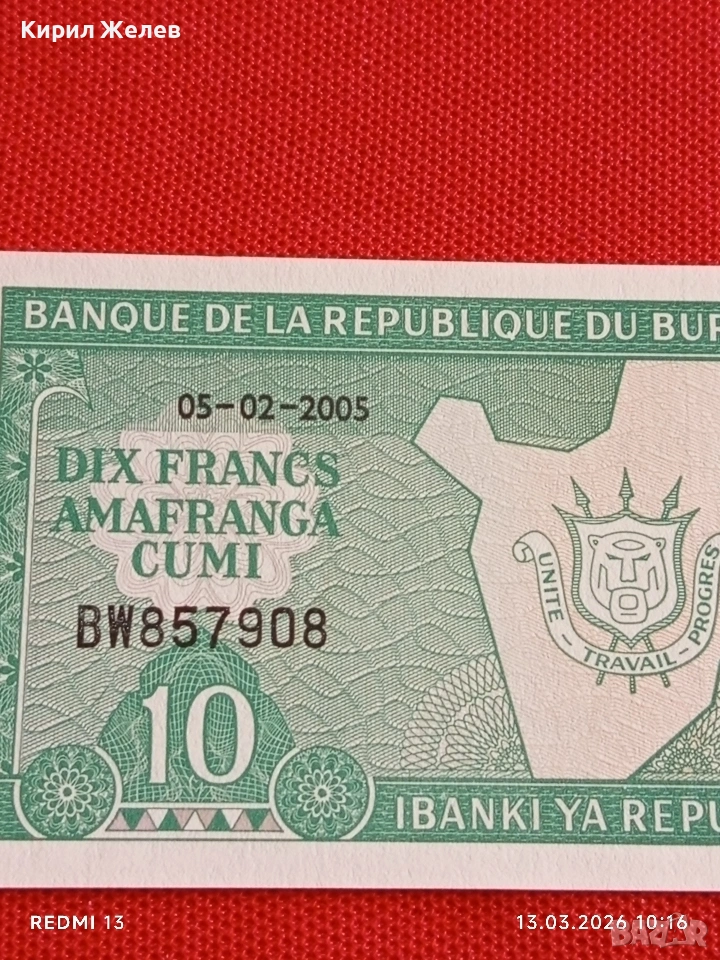 Кирил Желев
BANQUE DE LA REPUBLIQUE DU BUR
05-02-2005
DIX FRANCS
AMAFRANGA
CUMI
BW857908
UNITE - TRAVAIL - PROGRES
10
IBANKI YA REPU
REDMI 13
13.03.2026 10:16
BAZAR